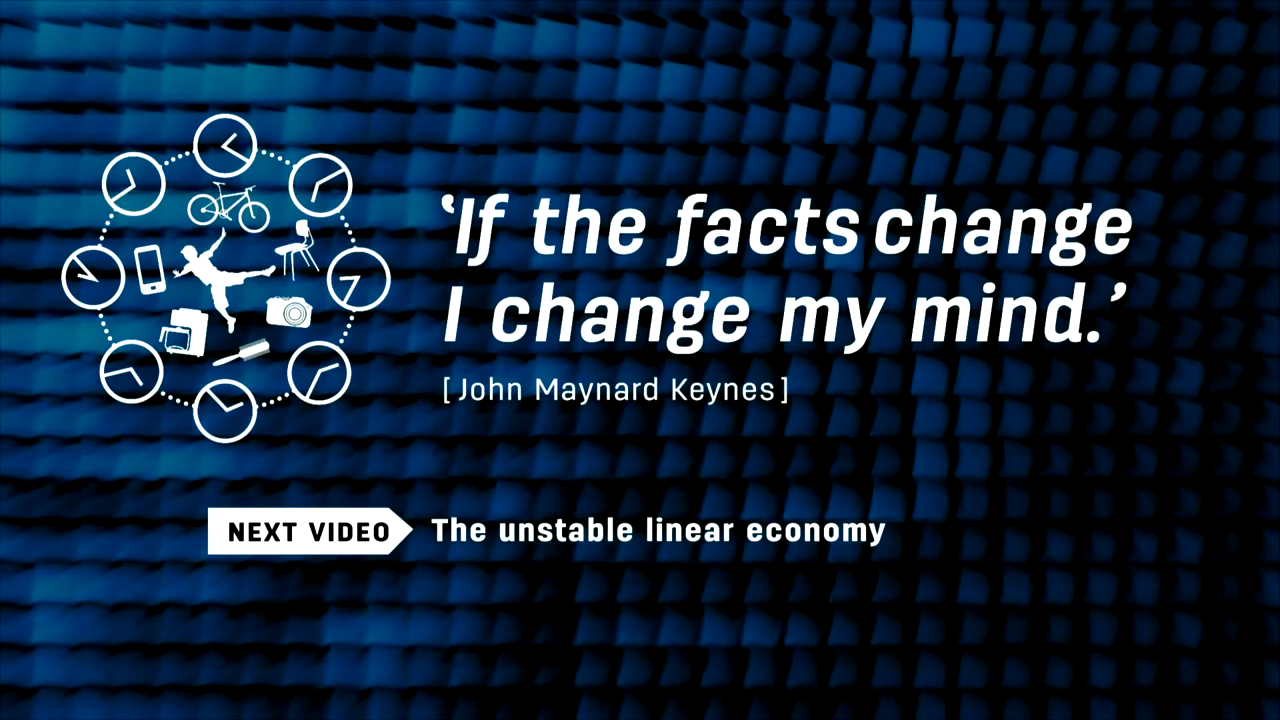 ‘If the facts change
I change my mind.’
[John Maynard Keynes]
NEXT VIDEO The unstable linear economy